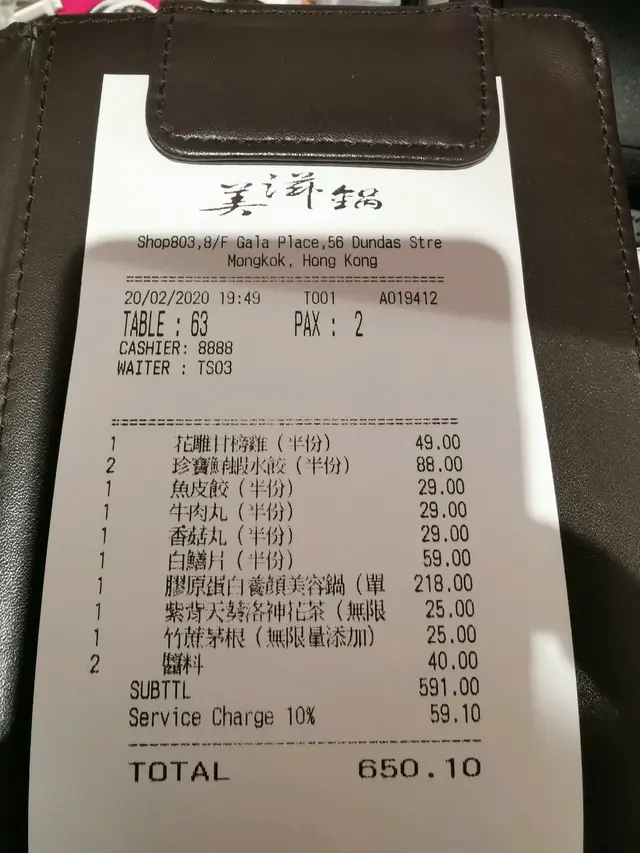 美滋鍋
Shop803,8/F Gala Place,56 Dundas Stre
Mongkok, Hong Kong
20/02/2020 19:49 T001 A019412
TABLE : 63 PAX : 2
CASHIER: 8888
WAITER : TS03
1 花雕甘榜雞（半份） 49.00
2 珍寶鮮蝦水餃（半份） 88.00
1 魚皮餃（半份） 29.00
1 牛肉丸（半份） 29.00
1 香菇丸（半份） 29.00
1 白鱔片（半份） 59.00
1 膠原蛋白養顏美容鍋（單 218.00
1 紫背天葵洛神花茶（無限 25.00
1 竹蔗茅根（無限量添加） 25.00
2 醬料 40.00
SUBTTL 591.00
Service Charge 10% 59.10
TOTAL 650.10